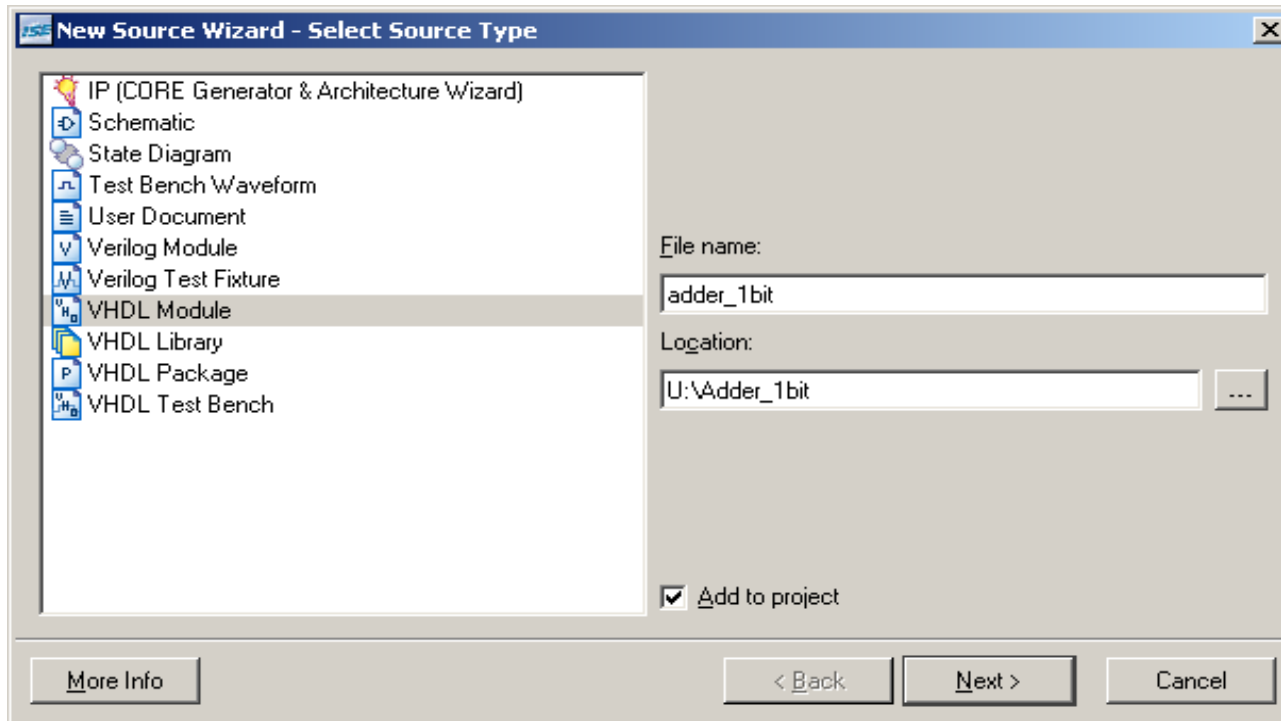 ISE New Source Wizard - Select Source Type
IP (CORE Generator & Architecture Wizard)
Schematic
State Diagram
Test Bench Waveform
User Document
Verilog Module
Verilog Test Fixture
VHDL Module
VHDL Library
VHDL Package
VHDL Test Bench
File name:
adder_1bit
Location:
U:\Adder_1bit
...
Add to project
More Info
< Back
Next >
Cancel